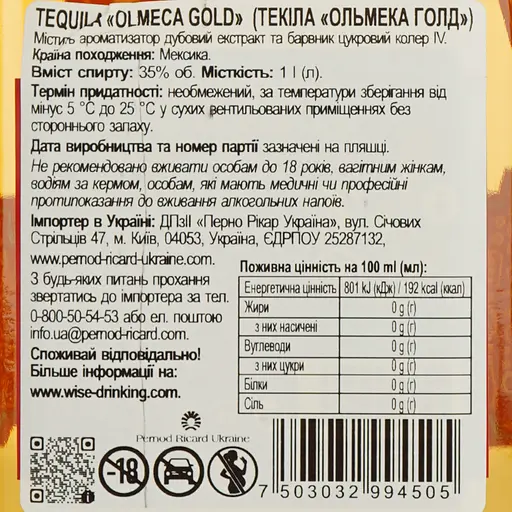 TEQUILA «OLMECA GOLD» (ТЕКІЛА «ОЛЬМЕКА ГОЛД»)
Містить ароматизатор дубовий екстракт та барвник цукровий колер IV.
Країна походження: Мексика.
Вміст спирту: 35% об. Місткість: 1 l (л).
Термін придатності: необмежений, за температури зберігання від
мінус 5 °C до 25 °C у сухих вентильованих приміщеннях без
стороннього запаху.
Дата виробництва та номер партії зазначені на пляшці.
Не рекомендовано вживати особам до 18 років, вагітним жінкам,
водіям за кермом, особам, які мають медичні чи професійні
протипоказання до вживання алкогольних напоїв.
Імпортер в Україні: ДПзІІ «Перно Рікар Україна», вул. Січових
Стрільців 47, м. Київ, 04053, Україна, ЄДРПОУ 25287132,
www.pernod-ricard-ukraine.com.
З будь-яких питань прохання
звертатись до імпортера за тел.
0-800-50-54-53 або ел. поштою
info.ua@pernod-ricard.com.
Споживай відповідально!
Більше інформації на:
www.wise-drinking.com.
Поживна цінність на 100 ml (мл):
Енергетична цінність 801 kJ (кДж) / 192 kcal (ккал)
Жири 0 g (г)
з них насичені 0 g (г)
Вуглеводи 0 g (г)
з них цукри 0 g (г)
Білки 0 g (г)
Сіль 0 g (г)
Pernod Ricard Ukraine
-18
7 503032 994505